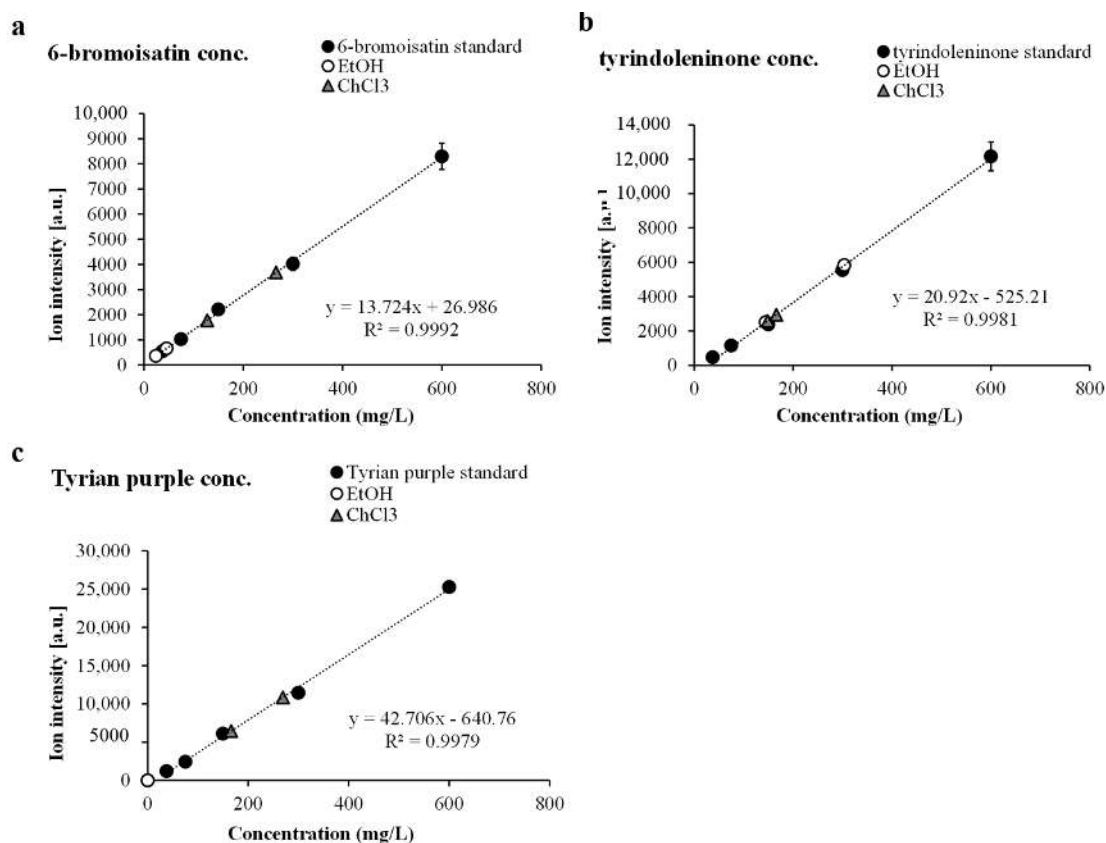 a
6-bromoisatin conc.
6-bromoisatin standard
EtOH
ChCl3
10,000
9000
8000
7000
6000
5000
4000
3000
2000
1000
0
Ion intensity [a.u.]
y = 13.724x + 26.986
R² = 0.9992
0 200 400 600 800
Concentration (mg/L)
b
tyrindoleninone conc.
tyrindoleninone standard
EtOH
ChCl3
14,000
12,000
10,000
8000
6000
4000
2000
0
Ion intensity
y = 20.92x - 525.21
R² = 0.9981
0 200 400 600 800
Concentration (mg/L)
c
Tyrian purple conc.
Tyrian purple standard
EtOH
ChCl3
30,000
25,000
20,000
15,000
10,000
5000
0
Ion intensity [a.u.]
y = 42.706x - 640.76
R² = 0.9979
0 200 400 600 800
Concentration (mg/L)